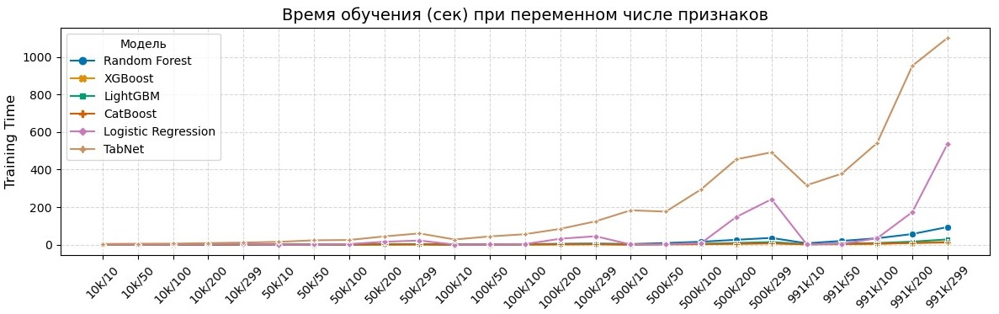 Время обучения (сек) при переменном числе признаков
Training Time
1000
800
600
400
200
0
Модель
Random Forest
XGBoost
LightGBM
CatBoost
Logistic Regression
TabNet
10k/10
10k/50
10k/100
10k/200
10k/299
50k/10
50k/50
50k/100
50k/200
50k/299
100k/10
100k/50
100k/100
100k/200
100k/299
500k/10
500k/50
500k/100
500k/200
500k/299
991k/10
991k/50
991k/100
991k/200
991k/299